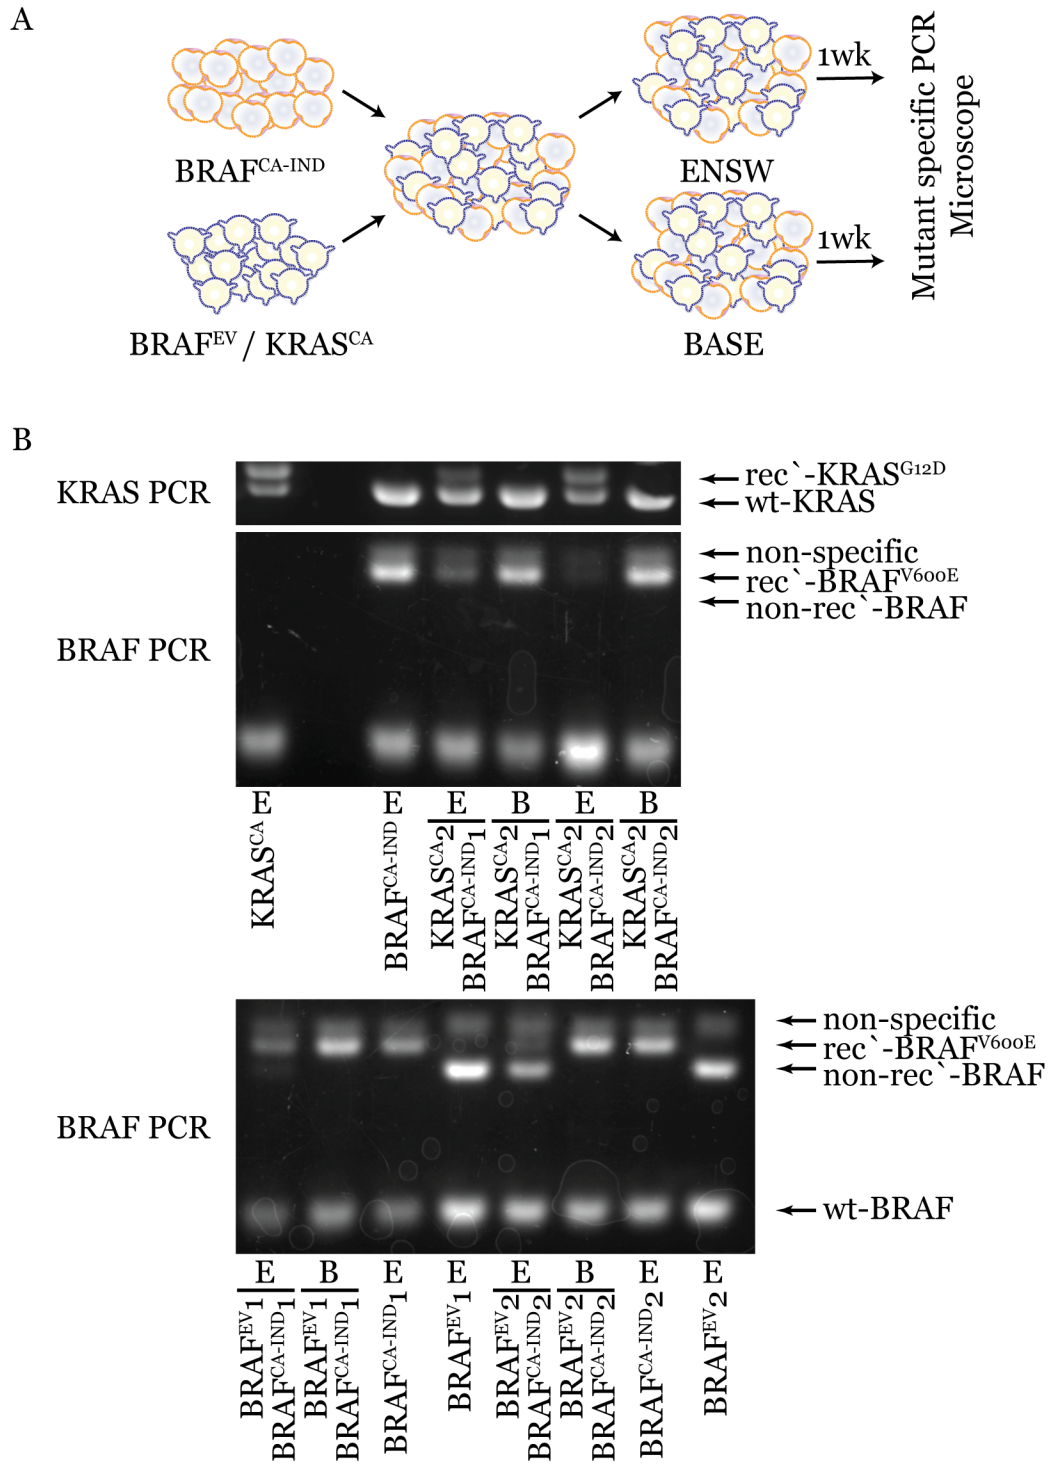 A
BRAF^CA-IND
BRAF^EV / KRAS^CA
ENSW
BASE
1wk
1wk
Mutant specific PCR
Microscope
B
KRAS PCR
rec`-KRAS^G12D
wt-KRAS
BRAF PCR
non-specific
rec`-BRAF^V600E
non-rec`-BRAF
E E E B E B
KRAS^CA
BRAF^CA-IND
KRAS^CA2
BRAF^CA-IND1
KRAS^CA2
BRAF^CA-IND1
KRAS^CA2
BRAF^CA-IND2
KRAS^CA2
BRAF^CA-IND2
BRAF PCR
non-specific
rec`-BRAF^V600E
non-rec`-BRAF
wt-BRAF
E B E E E B E E
BRAF^EV1
BRAF^CA-IND1
BRAF^EV1
BRAF^CA-IND1
BRAF^CA-IND1
BRAF^EV1
BRAF^EV2
BRAF^CA-IND2
BRAF^EV2
BRAF^CA-IND2
BRAF^CA-IND2
BRAF^EV2